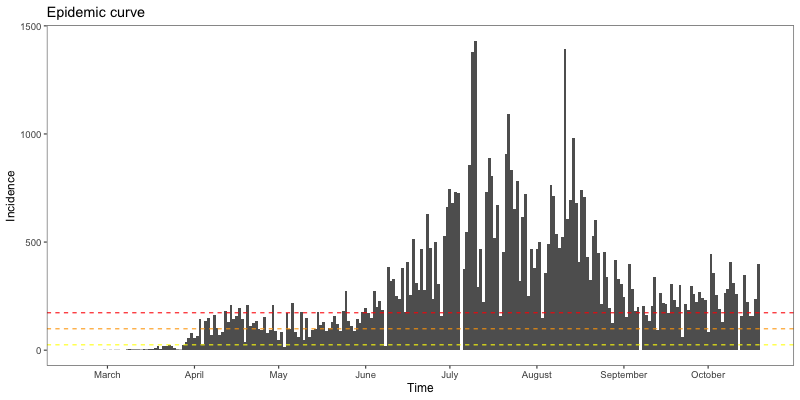 Epidemic curve
1500
1000
500
0
Incidence
March April May June July August September October
Time